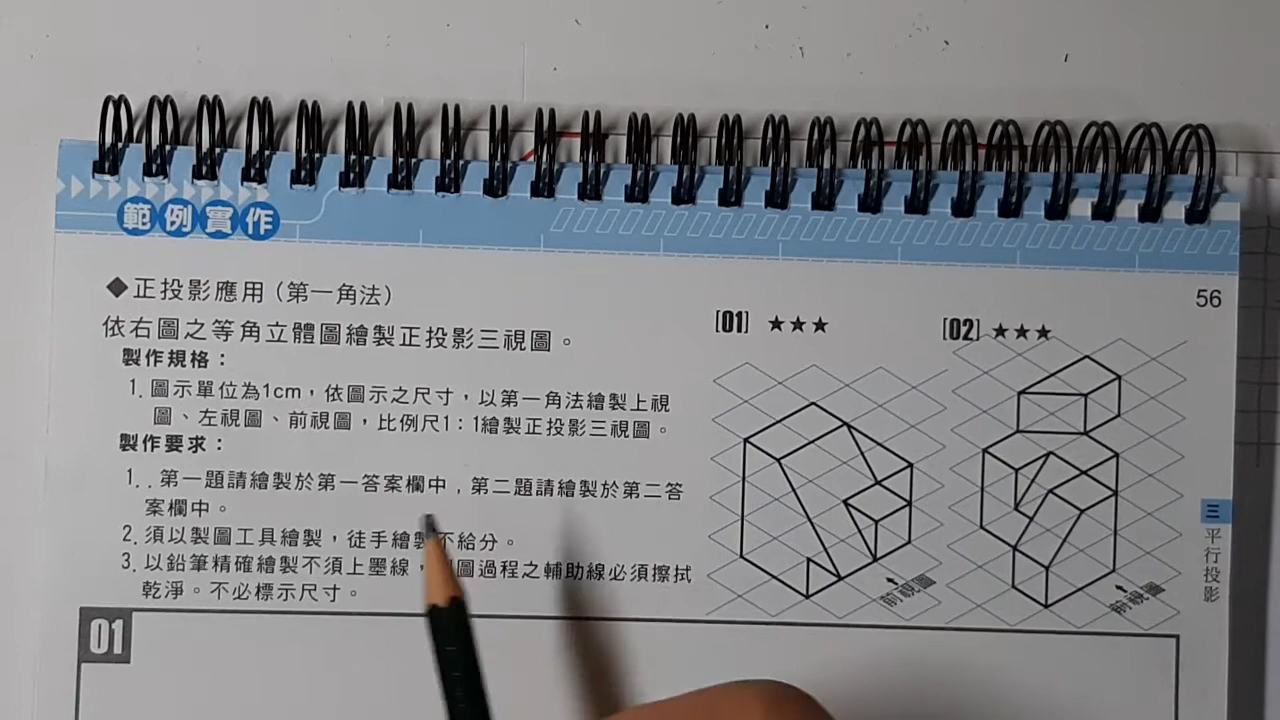 範例實作
◆正投影應用(第一角法)
56
依右圖之等角立體圖繪製正投影三視圖。
[01] ★★★
[02] ★★★
製作規格：
1. 圖示單位為1cm，依圖示之尺寸，以第一角法繪製上視
圖、左視圖、前視圖，比例尺1：1繪製正投影三視圖。
製作要求：
1. . 第一題請繪製於第一答案欄中，第二題請繪製於第二答
案欄中。
2. 須以製圖工具繪製，徒手繪製不給分。
3. 以鉛筆精確繪製不須上墨線，圖過程之輔助線必須擦拭
乾淨。不必標示尺寸。
前視圖
前視圖
三
平行投影
01